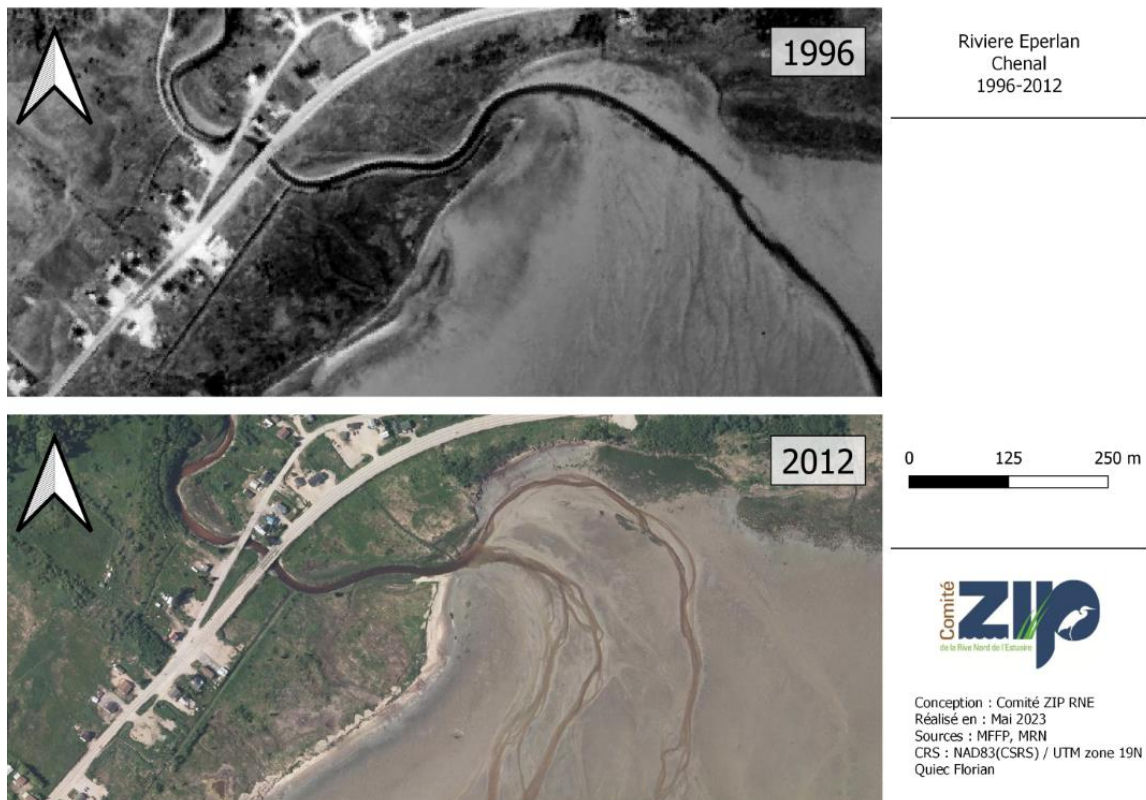 1996
Riviere Eperlan
Chenal
1996-2012
2012
0 125 250 m
Comité
ZIP
de la Rive Nord de l'Estuaire
Conception : Comité ZIP RNE
Réalisé en : Mai 2023
Sources : MFFP, MRN
CRS : NAD83(CSRS) / UTM zone 19N
Quiec Florian